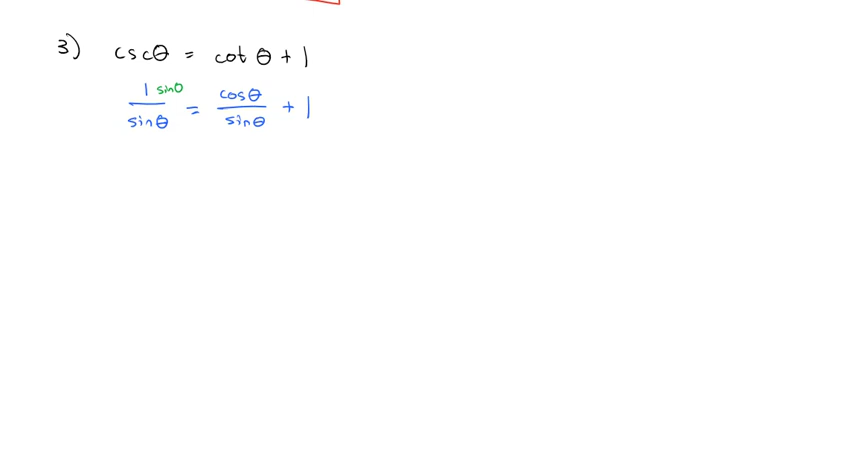 3) cscθ = cot θ + 1
1 sinθ / sinθ = cosθ / sinθ + 1